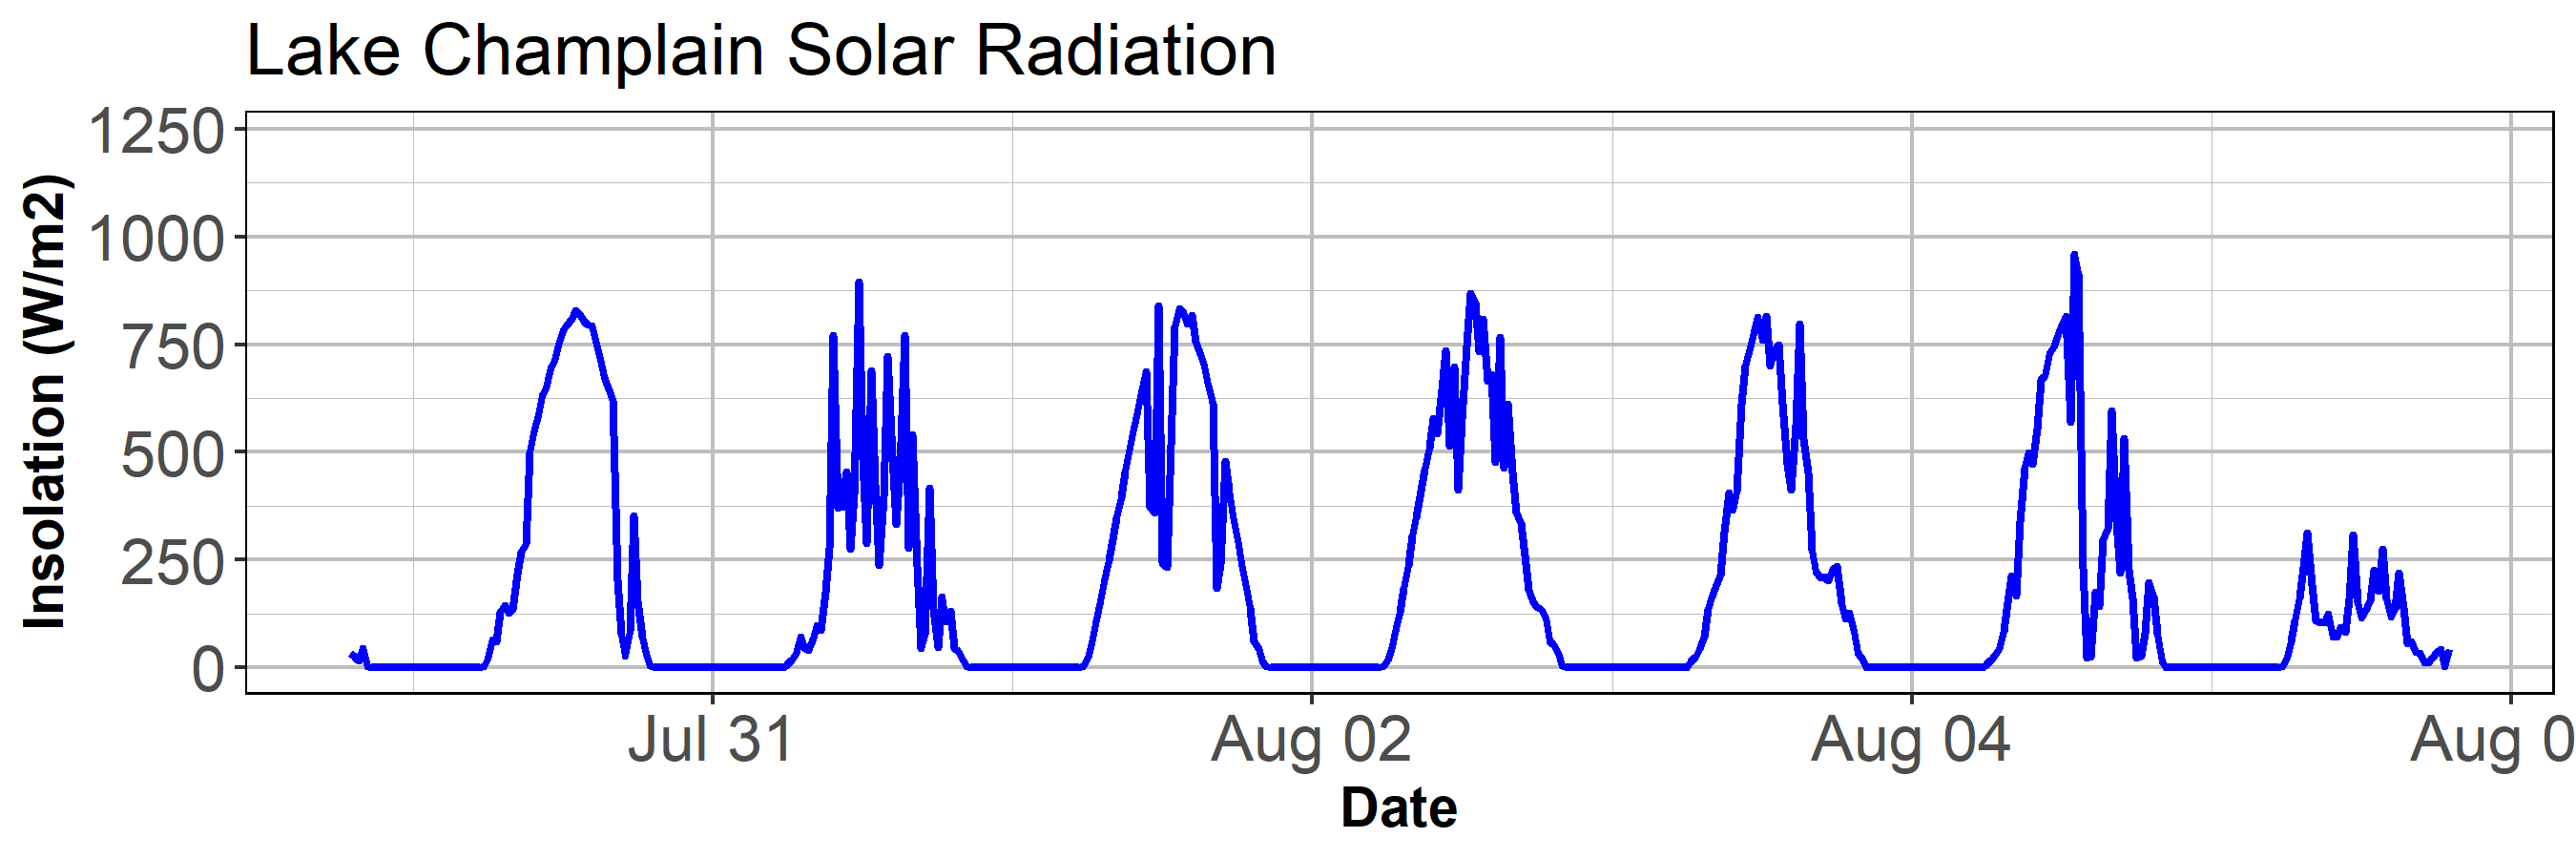 Lake Champlain Solar Radiation
1250
1000
750
500
250
0
Insolation (W/m2)
Jul 31
Aug 02
Aug 04
Aug 0
Date